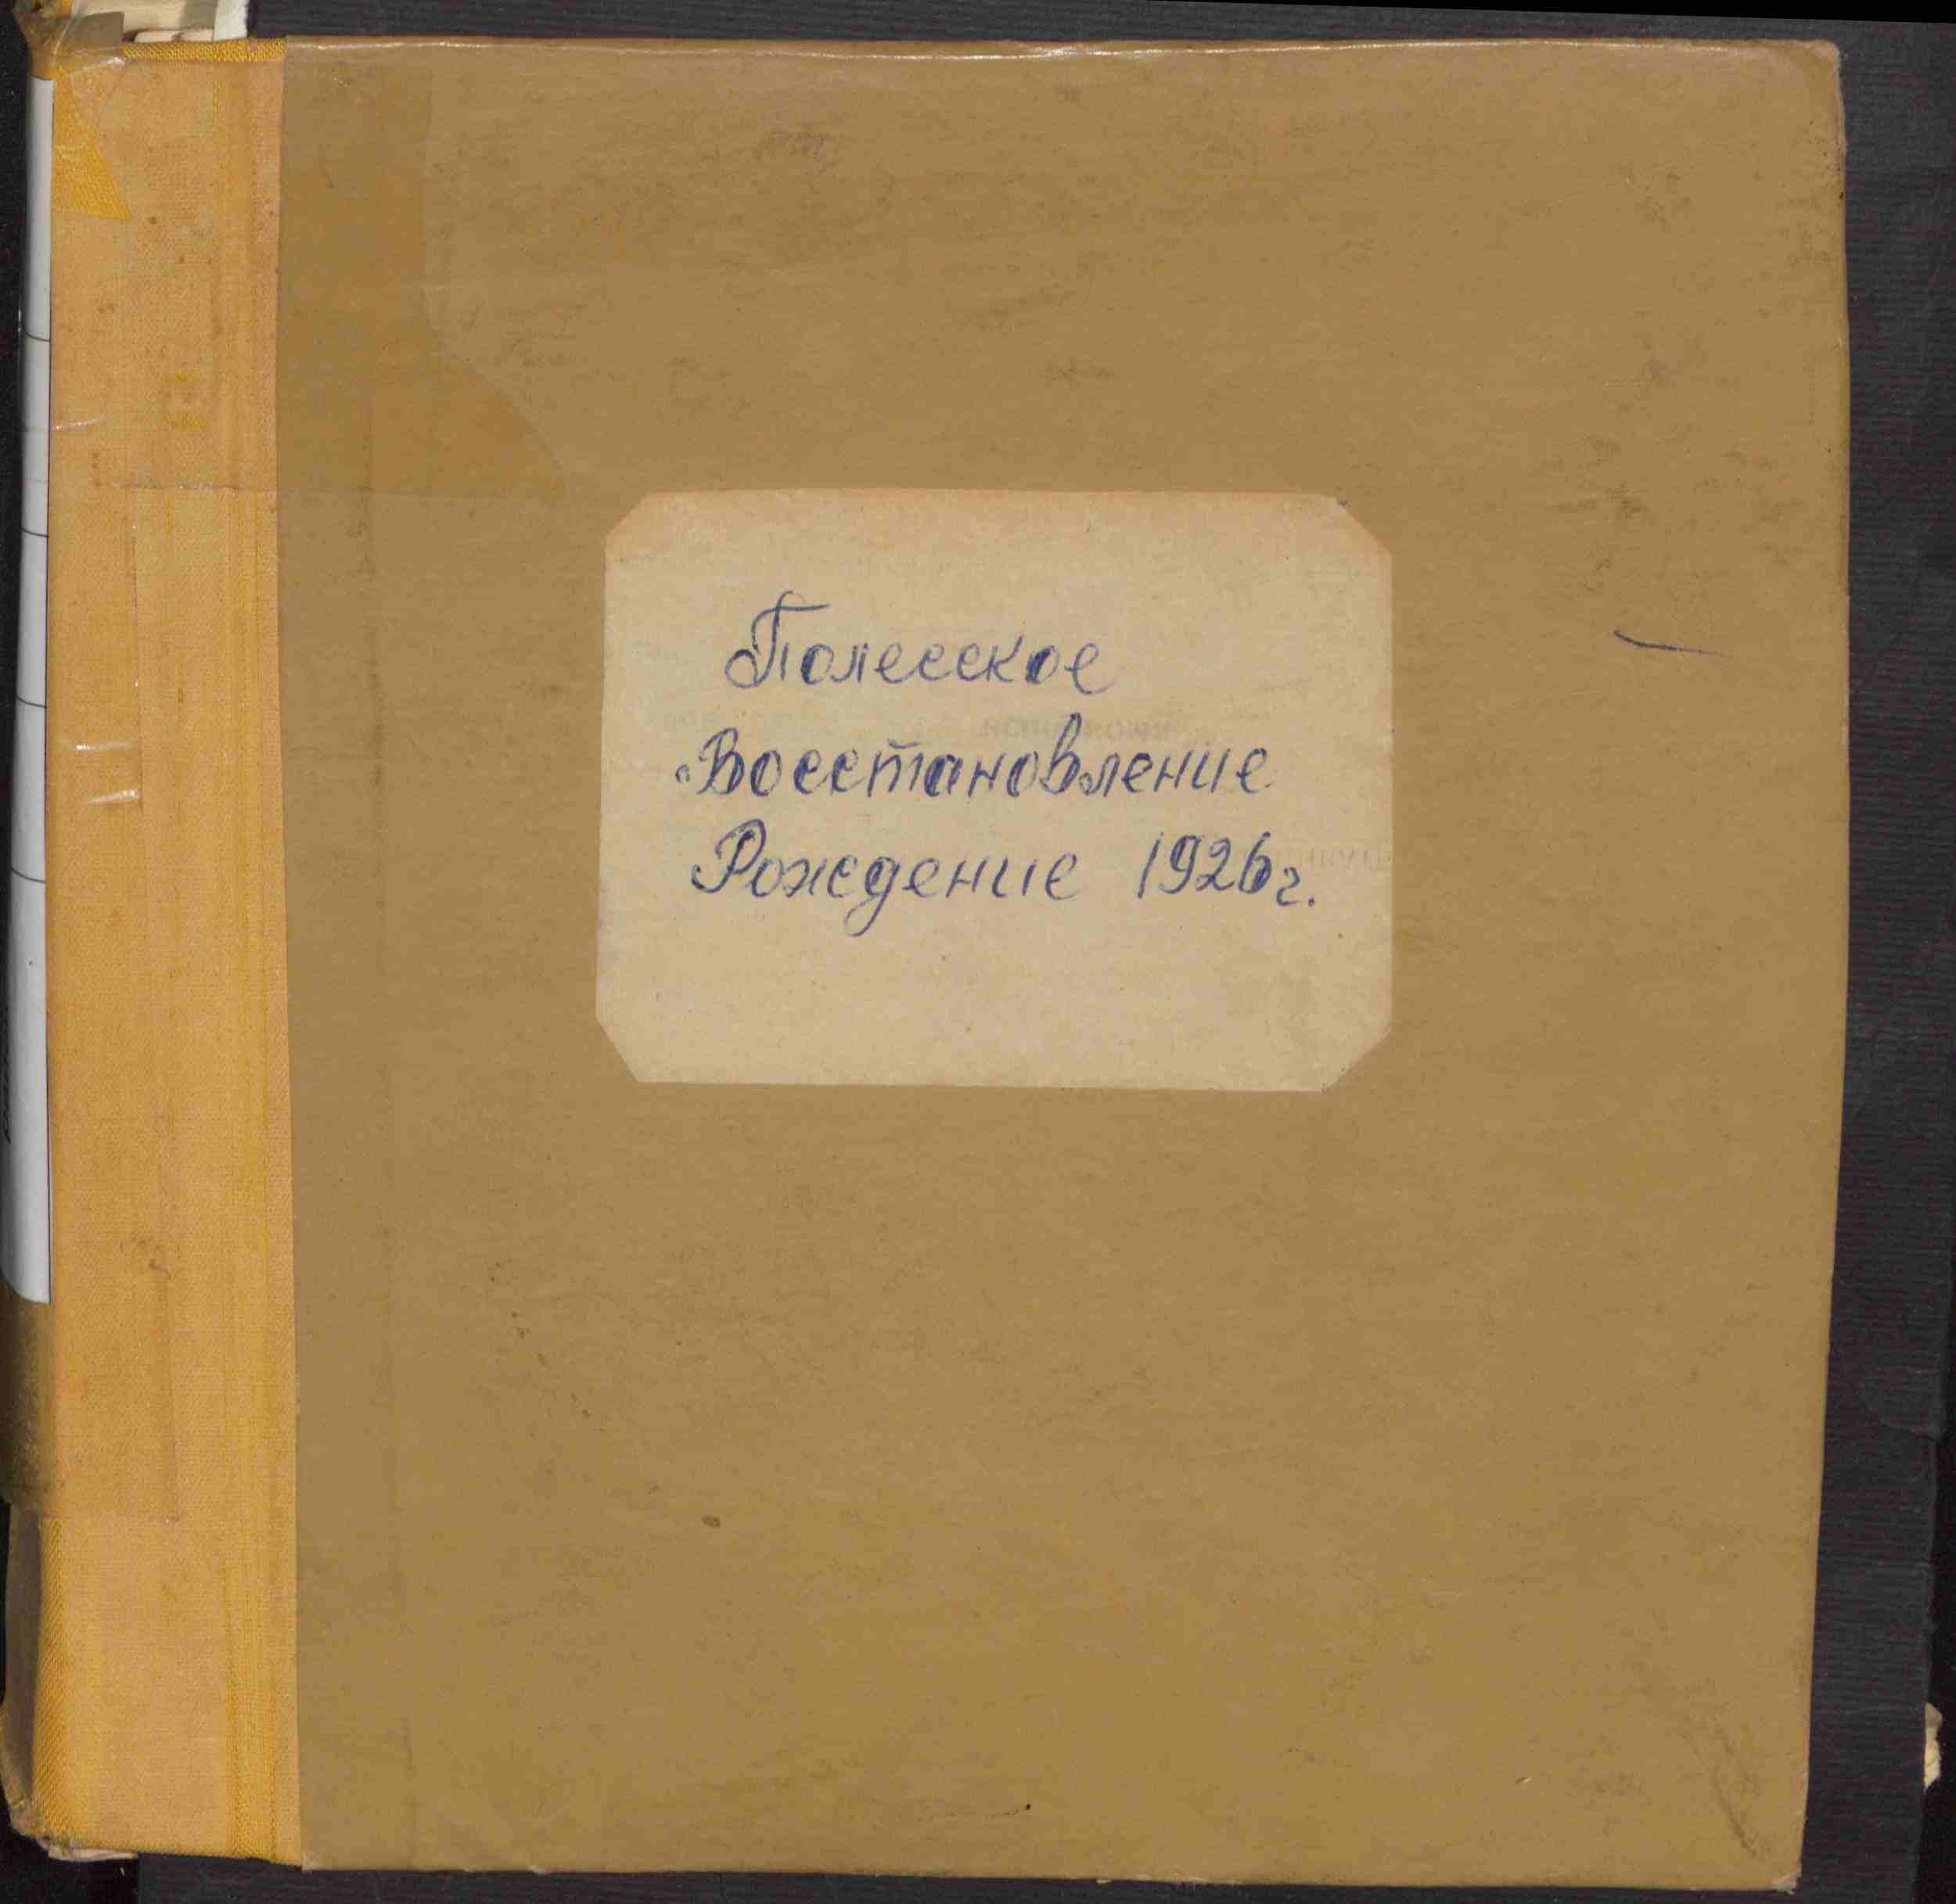 Полесское
Восстановление
Рождение 1926г.